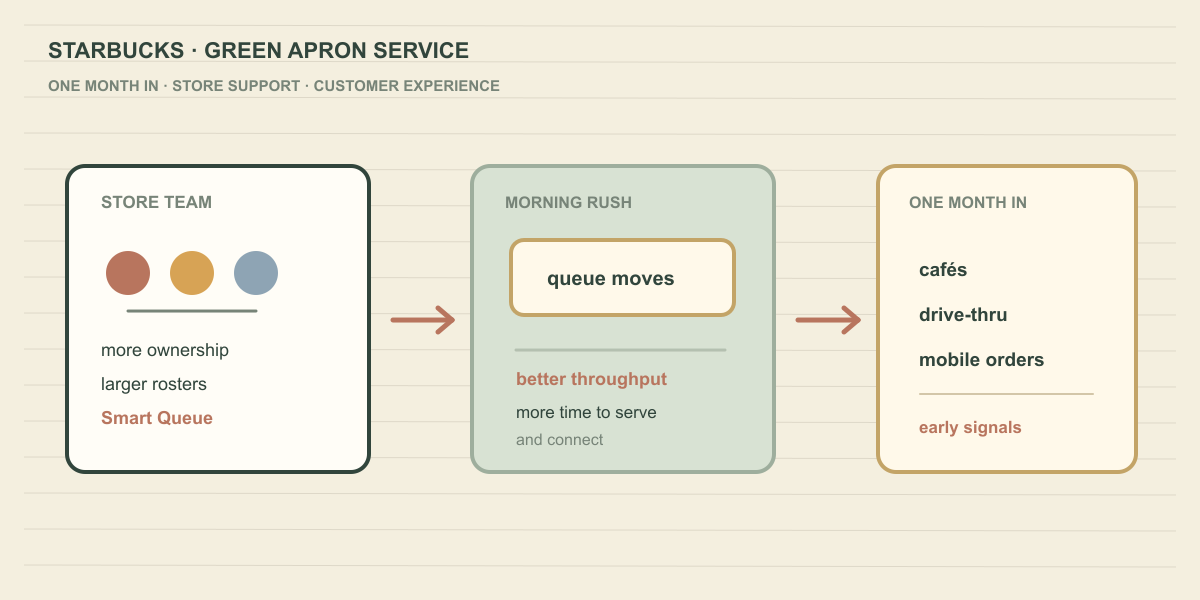 STARBUCKS · GREEN APRON SERVICE
ONE MONTH IN · STORE SUPPORT · CUSTOMER EXPERIENCE
STORE TEAM
more ownership
larger rosters
Smart Queue
MORNING RUSH
queue moves
better throughput
more time to serve
and connect
ONE MONTH IN
cafés
drive-thru
mobile orders
early signals